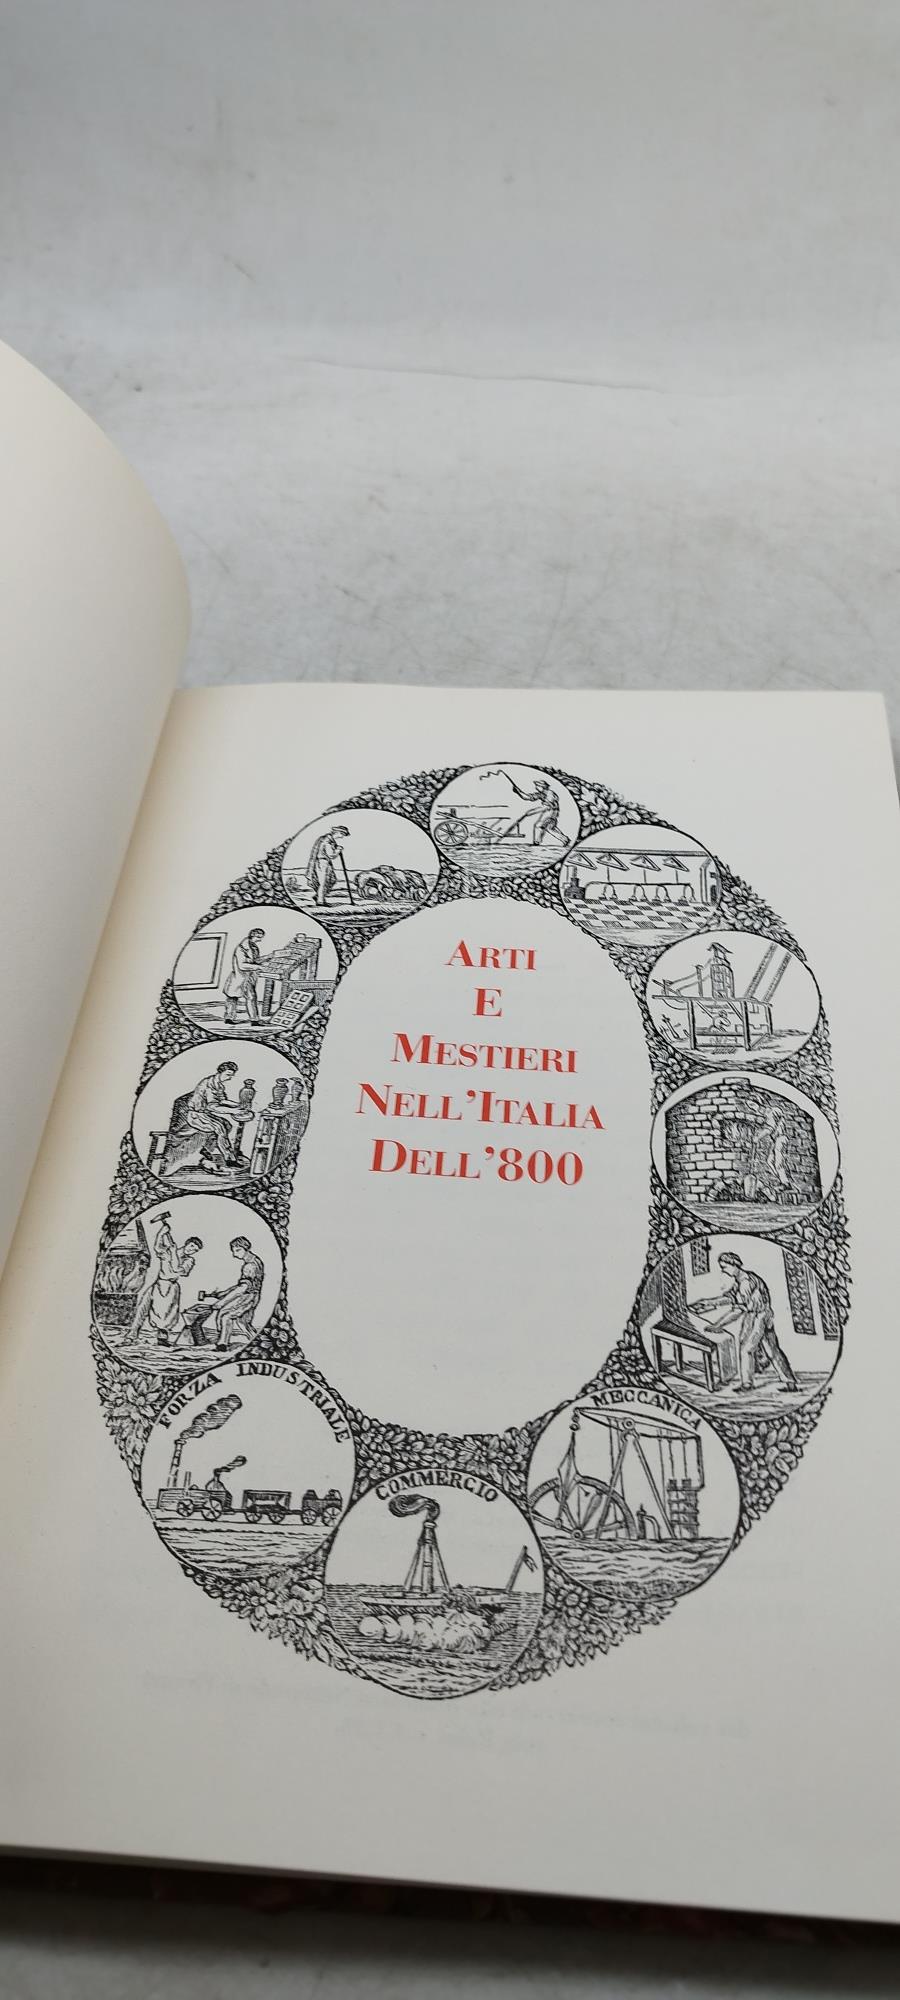 ARTI
E
MESTIERI
NELL'ITALIA
DELL'800
FORZA INDUSTRIALE
COMMERCIO
MECCANICA